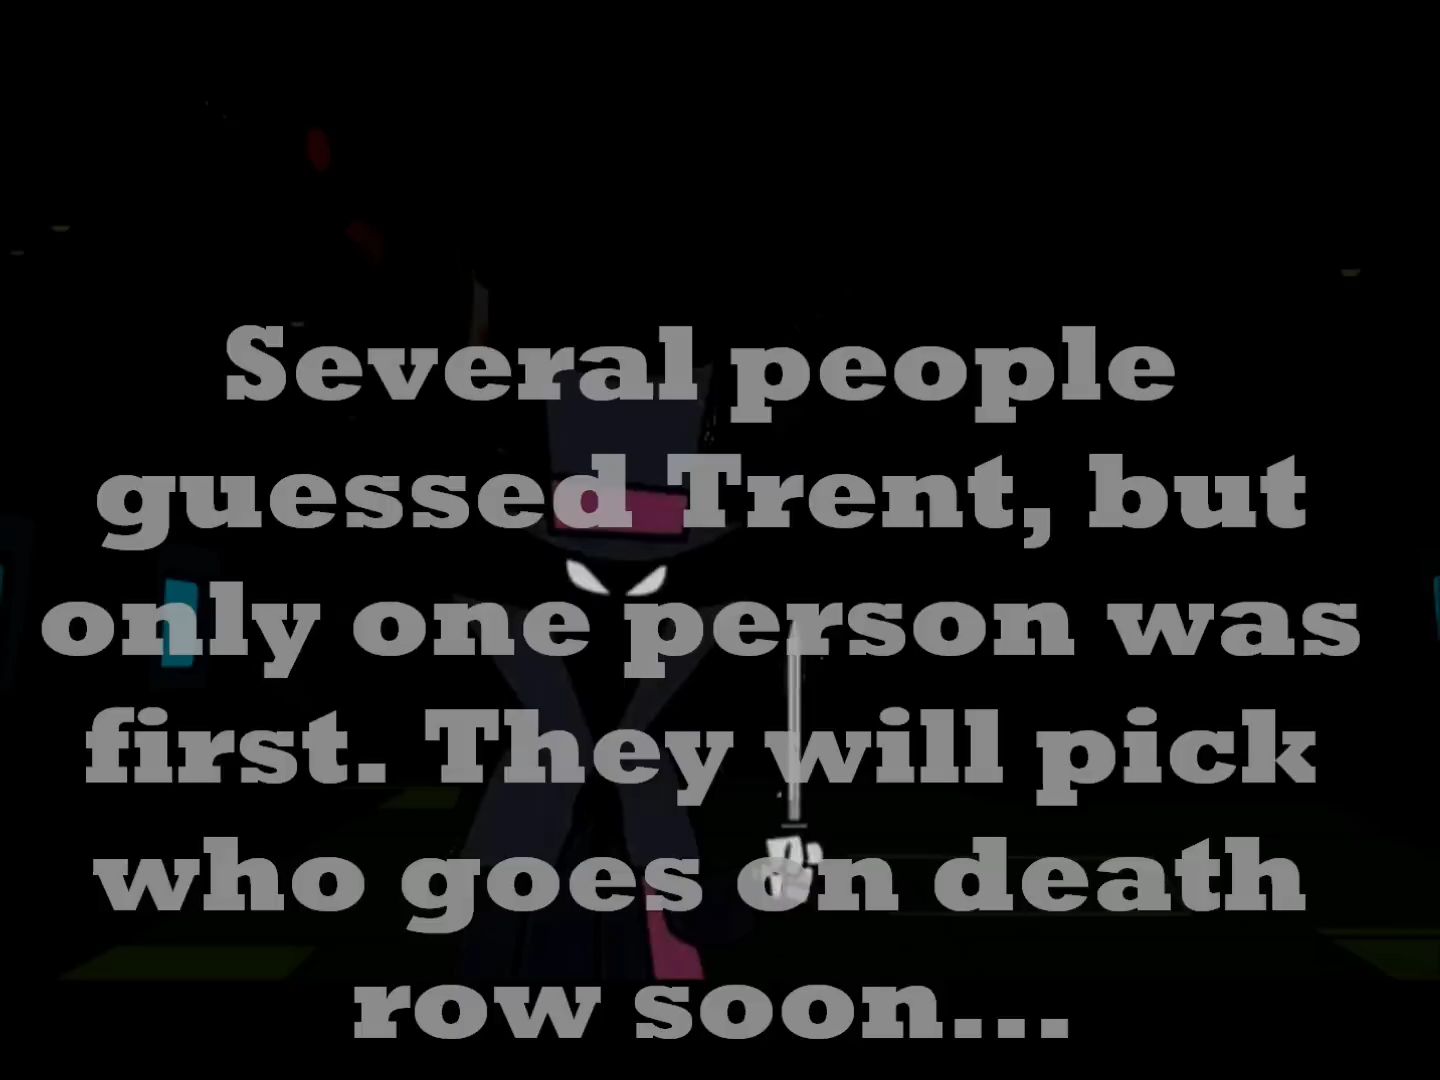 Several people
guessed Trent, but
only one person was
first. They will pick
who goes on death
row soon...